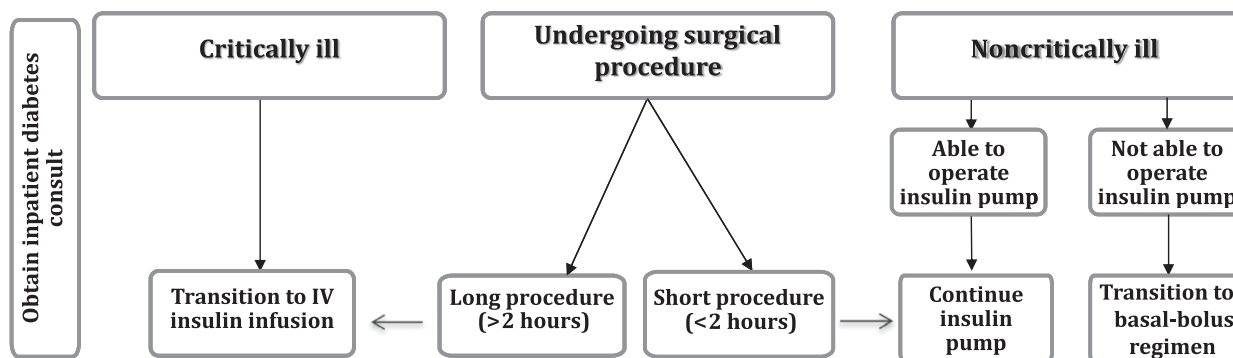 Obtain inpatient diabetes
consult
Critically ill
Undergoing surgical
procedure
Noncritically ill
Able to
operate
insulin pump
Not able to
operate
insulin pump
Transition to IV
insulin infusion
Long procedure
(>2 hours)
Short procedure
(<2 hours)
Continue
insulin
pump
Transition to
basal-bolus
regimen